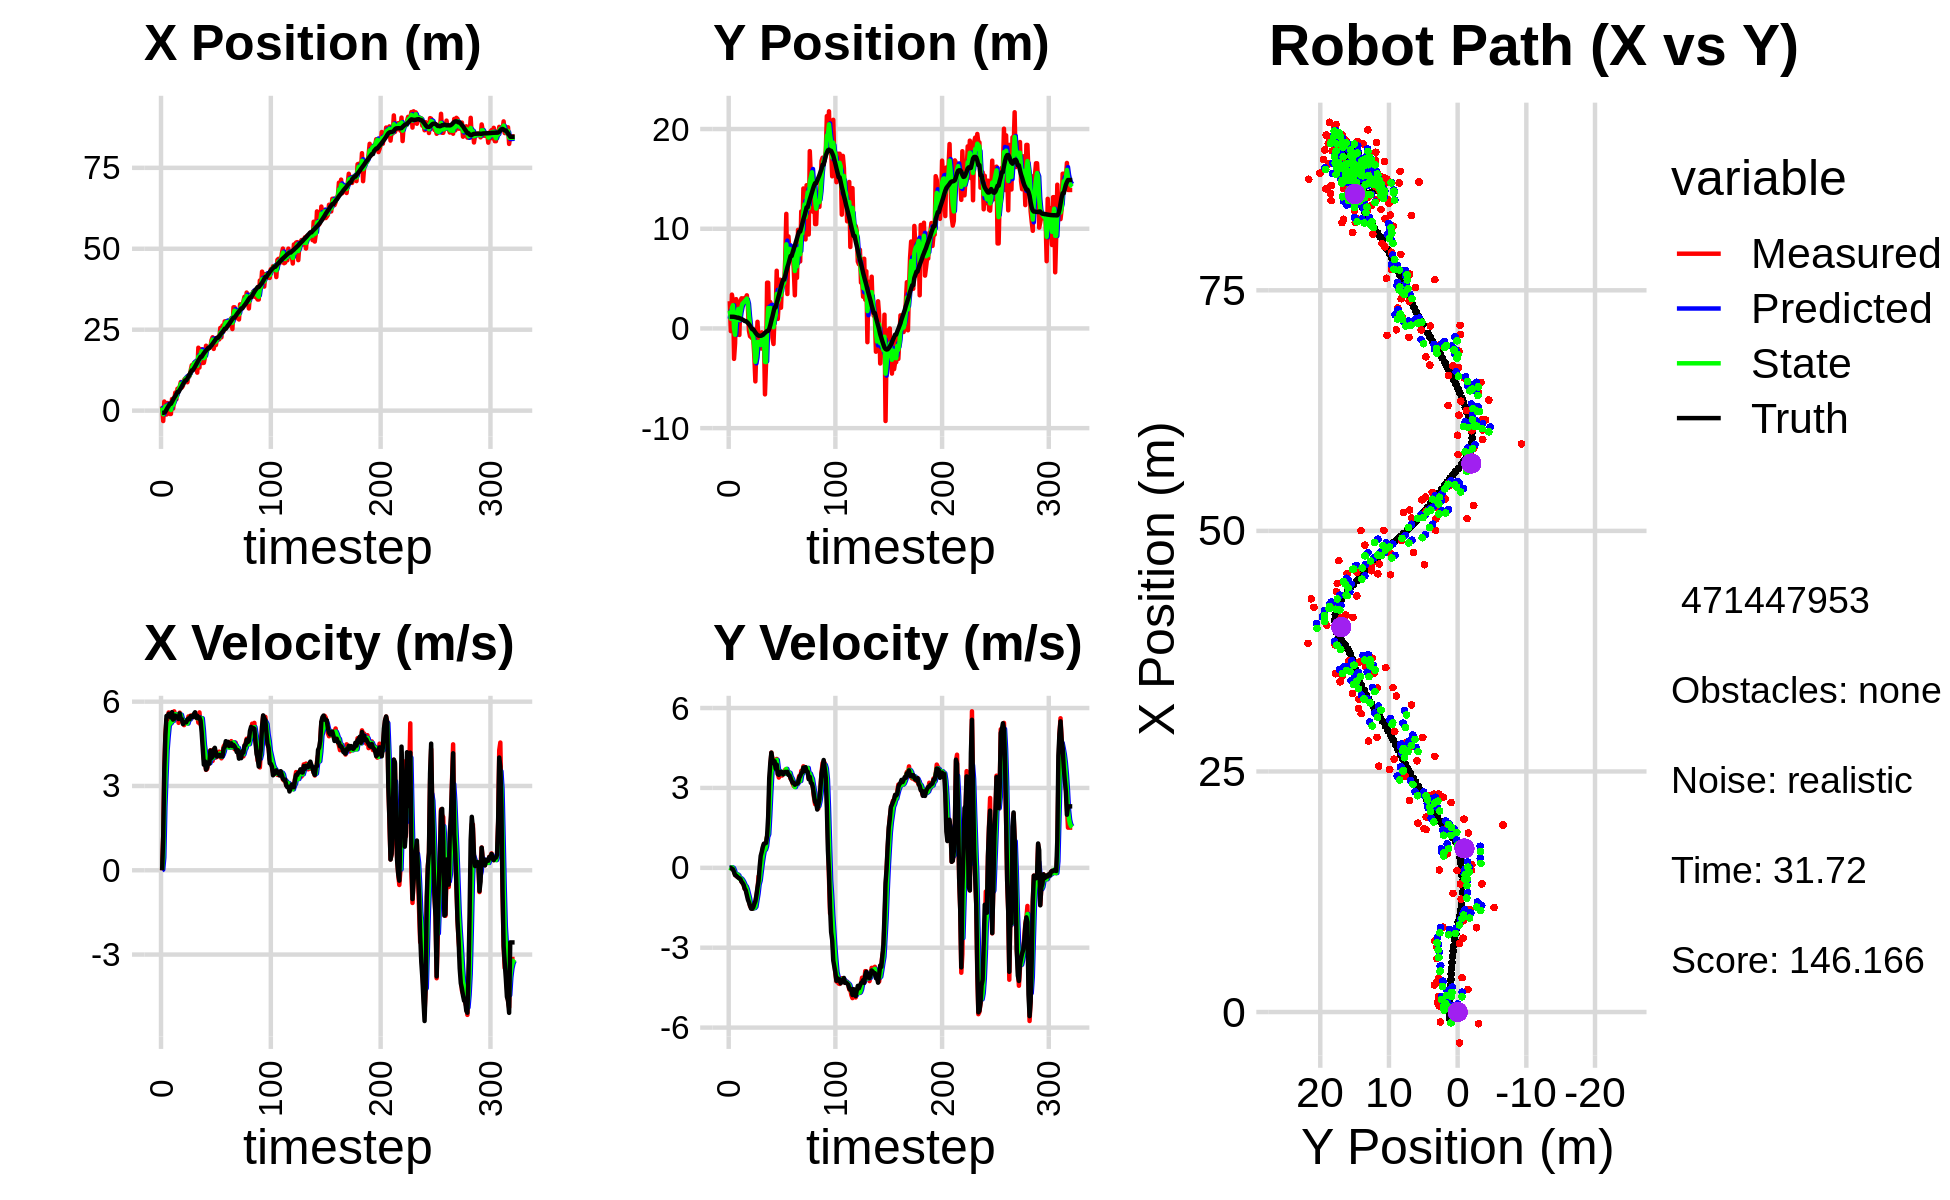 X Position (m)
75
50
25
0
0
100
200
300
timestep
Y Position (m)
20
10
0
-10
0
100
200
300
timestep
X Velocity (m/s)
6
3
0
-3
0
100
200
300
timestep
Y Velocity (m/s)
6
3
0
-3
-6
0
100
200
300
timestep
Robot Path (X vs Y)
X Position (m)
75
50
25
0
20 10 0 -10 -20
Y Position (m)
variable
Measured
Predicted
State
Truth
471447953
Obstacles: none
Noise: realistic
Time: 31.72
Score: 146.166